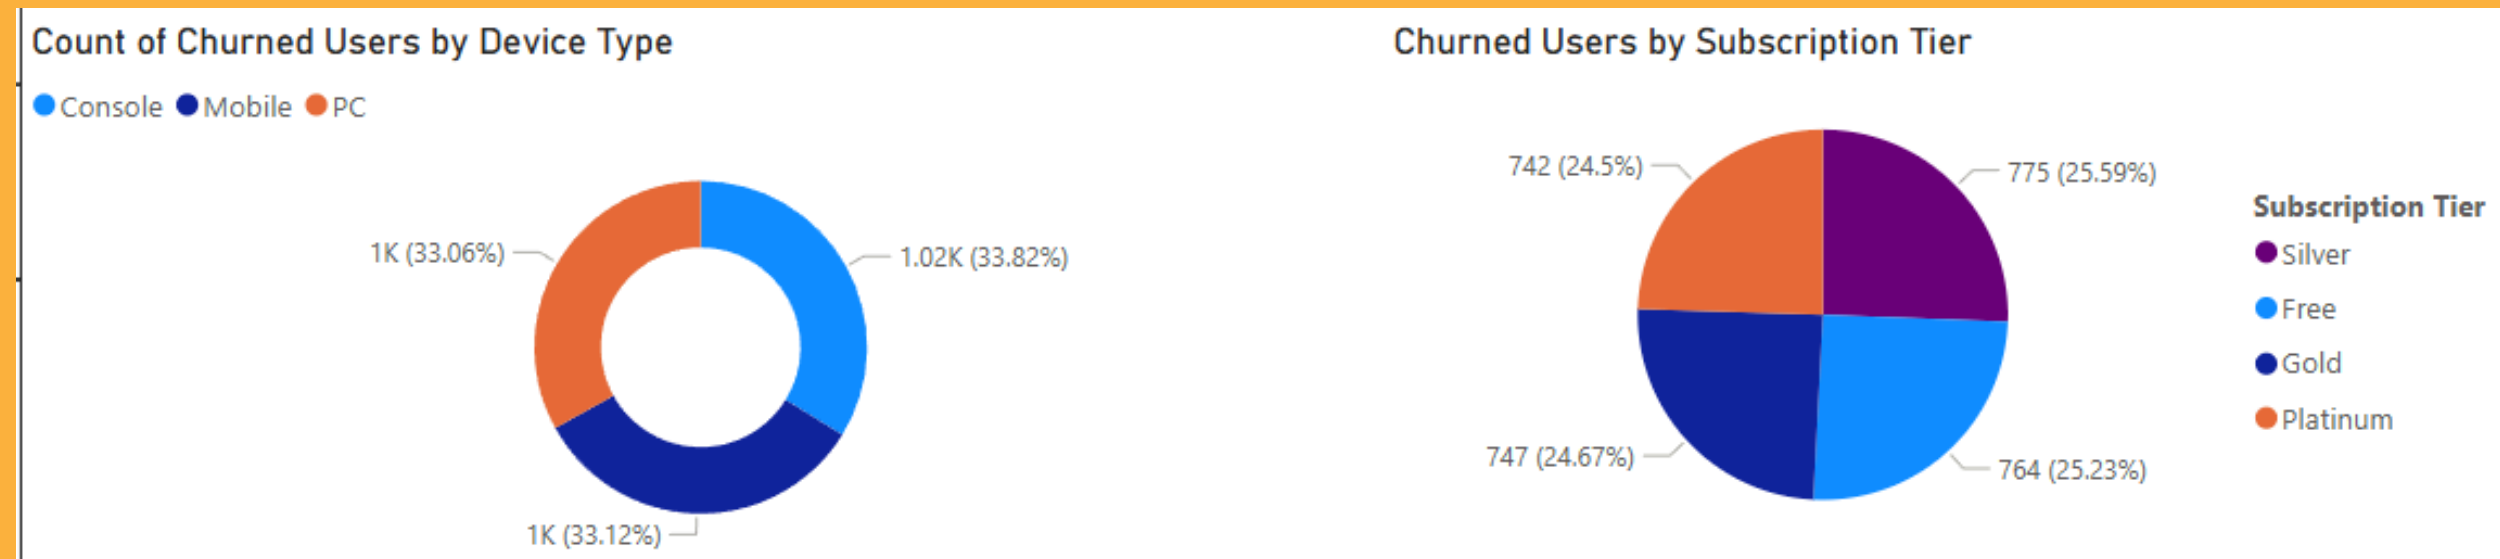 Count of Churned Users by Device Type
Console Mobile PC
1K (33.06%)
1.02K (33.82%)
1K (33.12%)
Churned Users by Subscription Tier
742 (24.5%)
775 (25.59%)
747 (24.67%)
764 (25.23%)
Subscription Tier
Silver
Free
Gold
Platinum